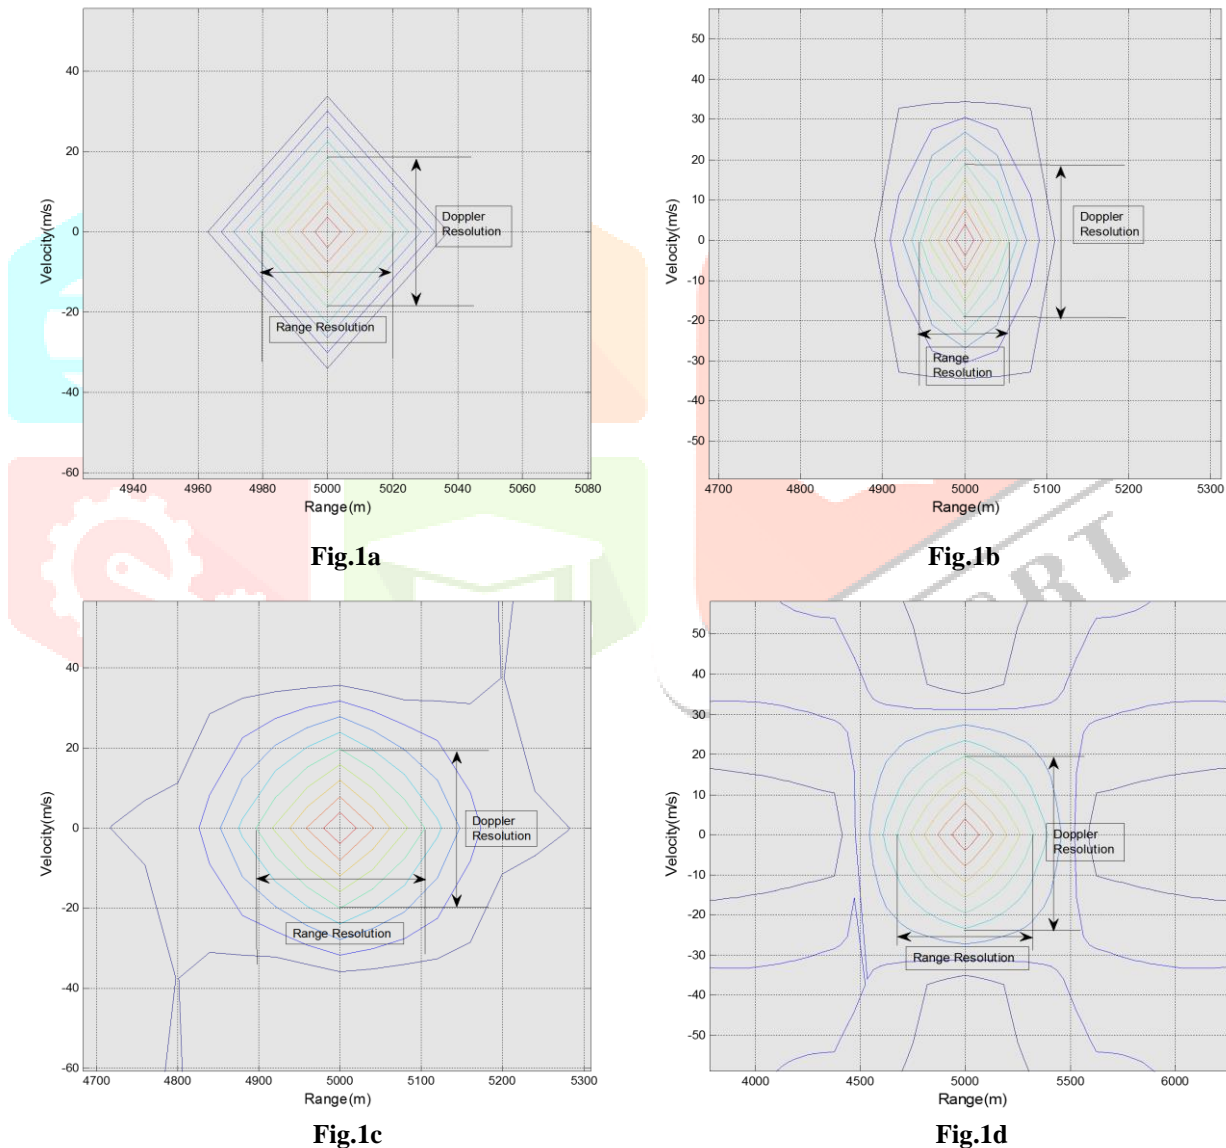 40
20
0
-20
-40
-60
Velocity(m/s)
Doppler
Resolution
Range Resolution
4940 4960 4980 5000 5020 5040 5060 5080
Range(m)
Fig.1a
50
40
30
20
10
0
-10
-20
-30
-40
-50
Velocity(m/s)
Doppler
Resolution
Range
Resolution
4700 4800 4900 5000 5100 5200 5300
Range(m)
Fig.1b
40
20
0
-20
-40
-60
Velocity(m/s)
Doppler
Resolution
Range Resolution
4700 4800 4900 5000 5100 5200 5300
Range(m)
Fig.1c
50
40
30
20
10
0
-10
-20
-30
-40
-50
Velocity(m/s)
Doppler
Resolution
Range Resolution
4000 4500 5000 5500 6000
Range(m)
Fig.1d